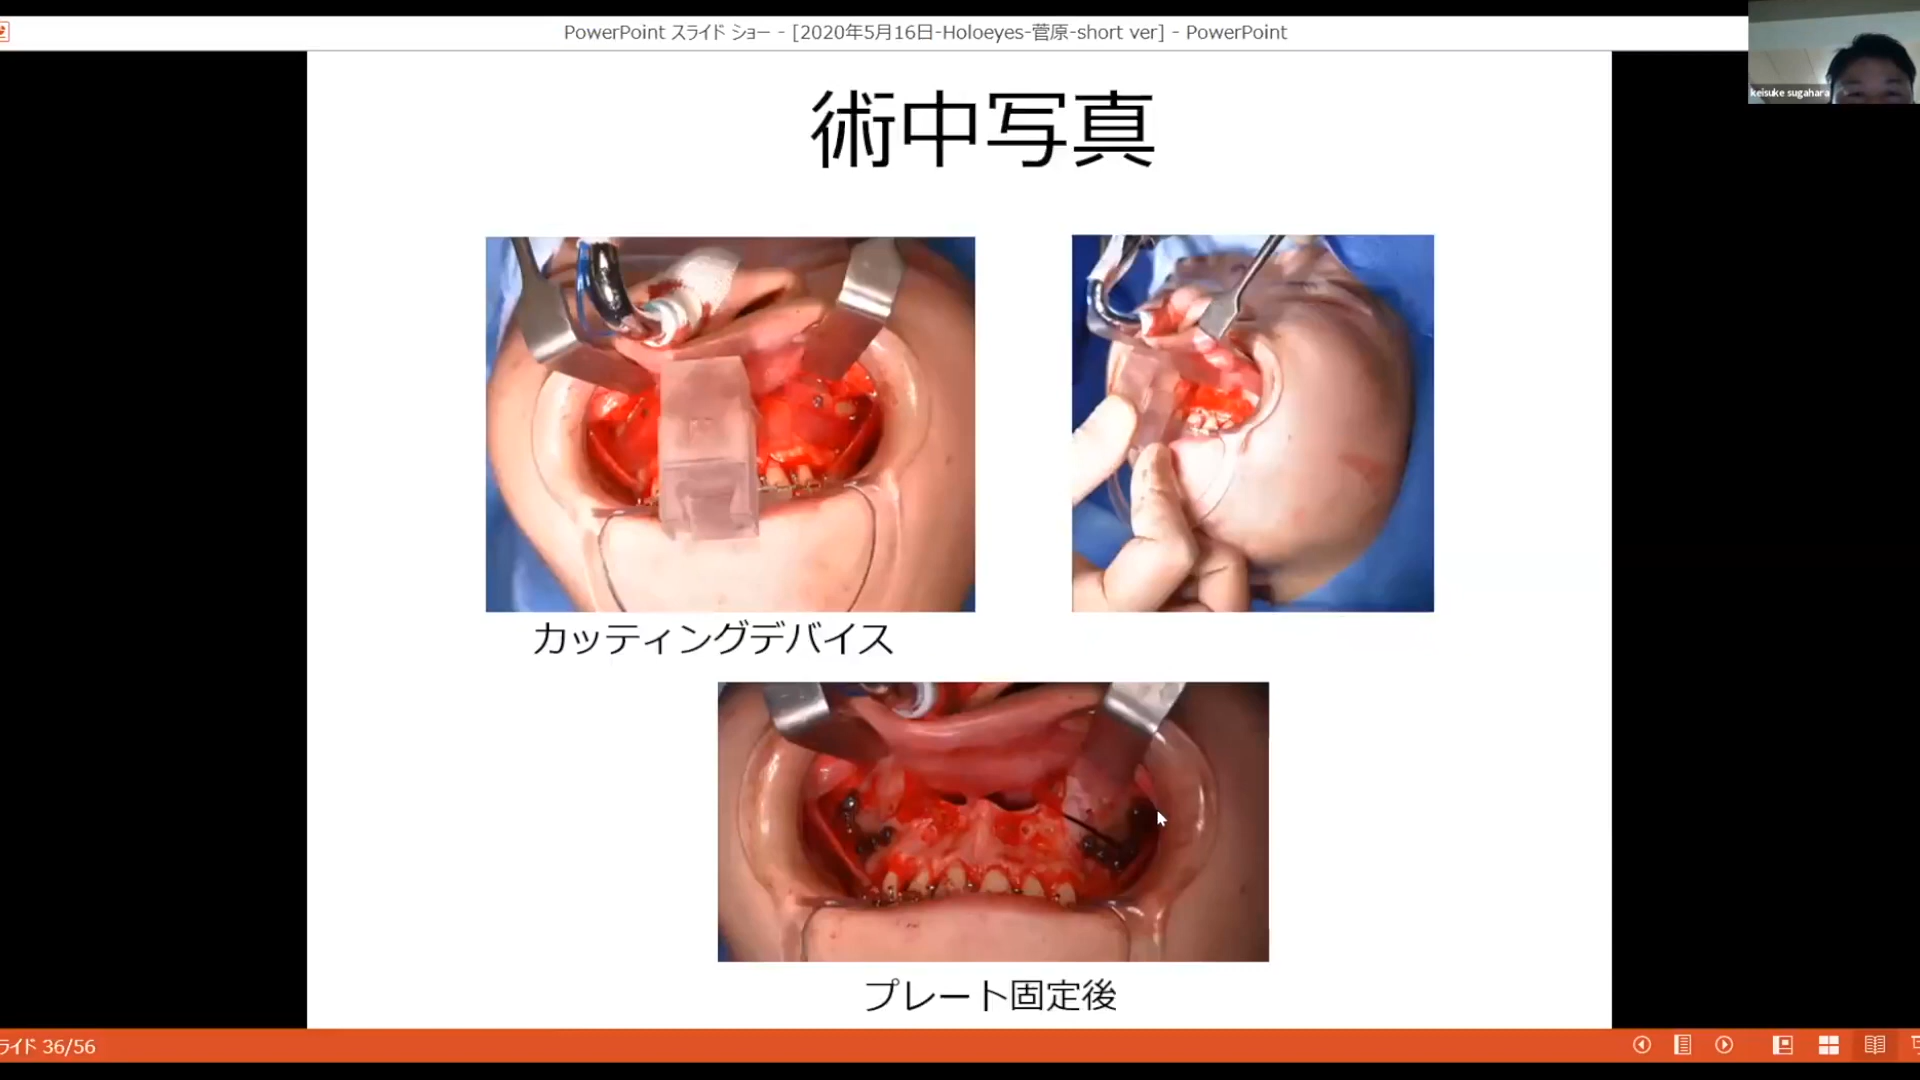 PowerPoint スライド ショー - [2020年5月16日-Holoeyes-菅原-short ver] - PowerPoint
keisuke sugahara
術中写真
カッティングデバイス
プレート固定後
ライド 36/56